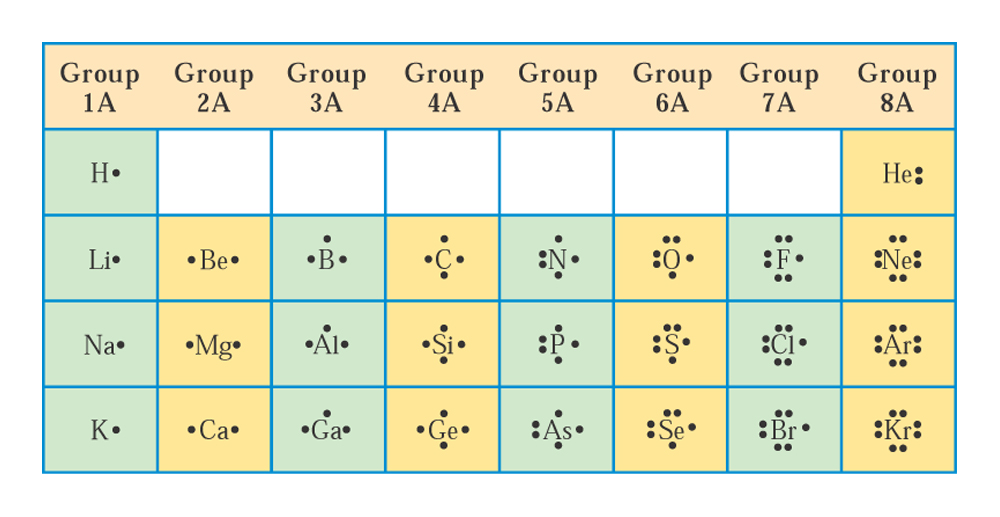 Group 1A Group 2A Group 3A Group 4A Group 5A Group 6A Group 7A Group 8A
H He
Li Be B C N O F Ne
Na Mg Al Si P S Cl Ar
K Ca Ga Ge As Se Br Kr